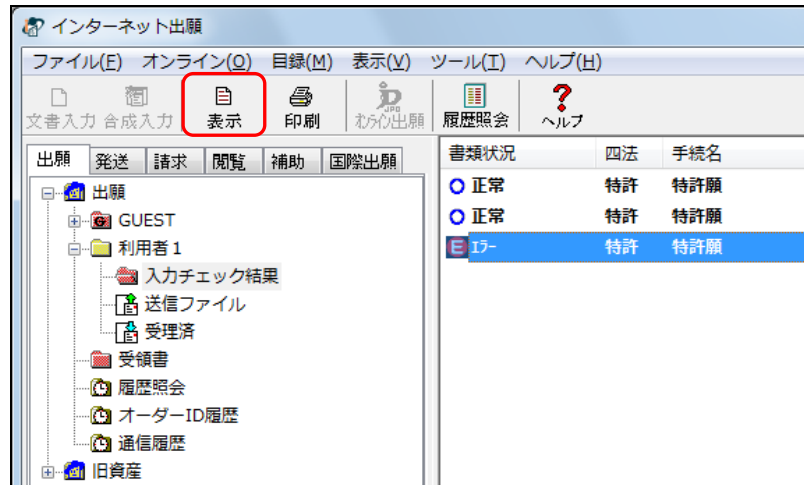 インターネット出願
ファイル(F) オンライン(O) 目録(M) 表示(V) ツール(T) ヘルプ(H)
文書入力 合成入力 表示 印刷 オンライン出願 履歴照会 ヘルプ
出願 発送 請求 閲覧 補助 国際出願
書類状況 四法 手続名
出願
正常 特許 特許願
GUEST
正常 特許 特許願
利用者1
エラー 特許 特許願
入力チェック結果
送信ファイル
受理済
受領書
履歴照会
オーダーID履歴
通信履歴
旧資産